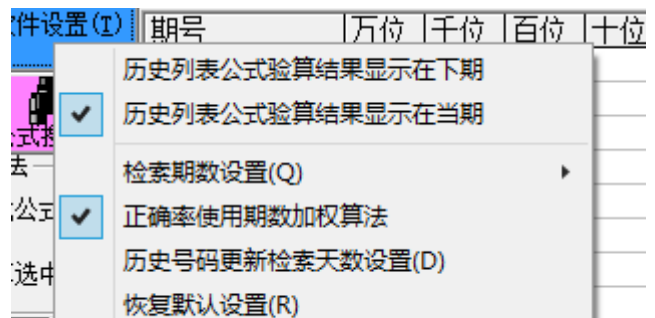 件设置(I) 期号 万位 千位 百位 十位
历史列表公式验算结果显示在下期
历史列表公式验算结果显示在当期
检索期数设置(Q)
正确率使用期数加权算法
公式
历史号码更新检索天数设置(D)
选中
恢复默认设置(R)